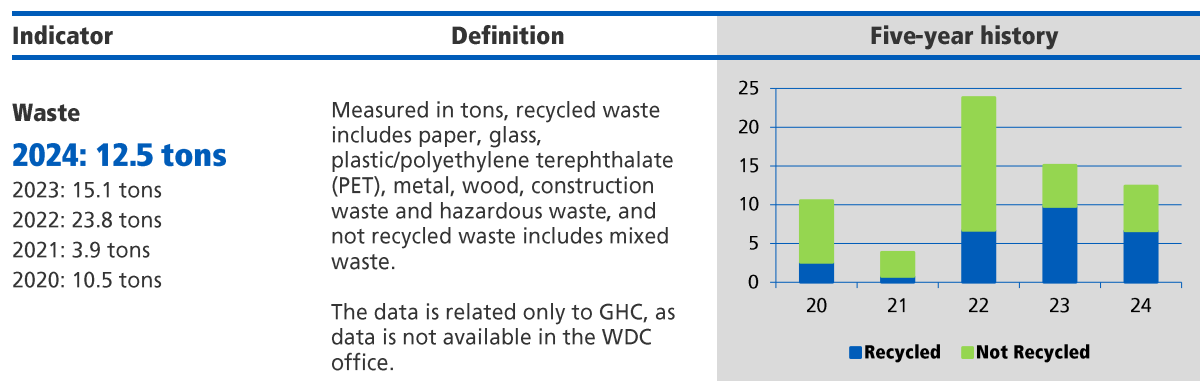 Indicator
Definition
Five-year history
Waste
2024: 12.5 tons
2023: 15.1 tons
2022: 23.8 tons
2021: 3.9 tons
2020: 10.5 tons
Measured in tons, recycled waste
includes paper, glass,
plastic/polyethylene terephthalate
(PET), metal, wood, construction
waste and hazardous waste, and
not recycled waste includes mixed
waste.
The data is related only to GHC, as
data is not available in the WDC
office.
25
20
15
10
5
0
20 21 22 23 24
Recycled Not Recycled